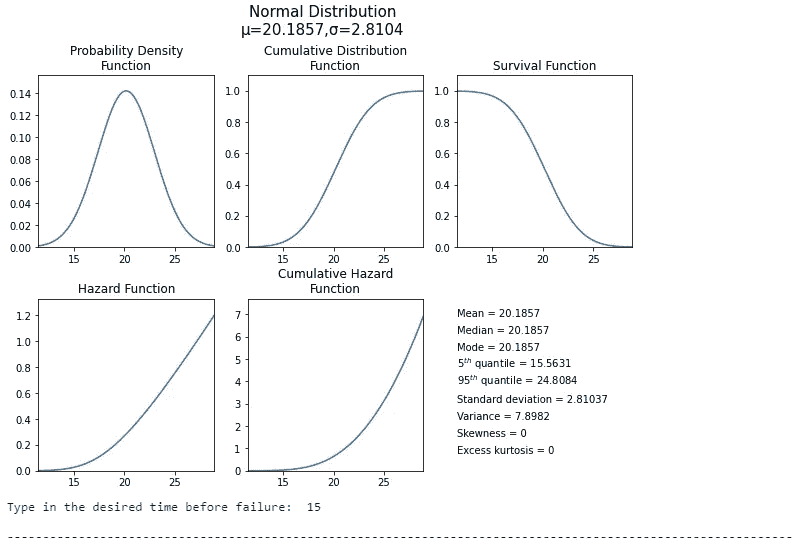 Normal Distribution
μ=20.1857,σ=2.8104
Probability Density
Function
0.14
0.12
0.10
0.08
0.06
0.04
0.02
0.00
15 20 25
Cumulative Distribution
Function
1.0
0.8
0.6
0.4
0.2
0.0
15 20 25
Survival Function
1.0
0.8
0.6
0.4
0.2
0.0
15 20 25
Hazard Function
1.2
1.0
0.8
0.6
0.4
0.2
0.0
15 20 25
Cumulative Hazard
Function
7
6
5
4
3
2
1
0
15 20 25
Mean = 20.1857
Median = 20.1857
Mode = 20.1857
5th quantile = 15.5631
95th quantile = 24.8084
Standard deviation = 2.81037
Variance = 7.8982
Skewness = 0
Excess kurtosis = 0
Type in the desired time before failure: 15